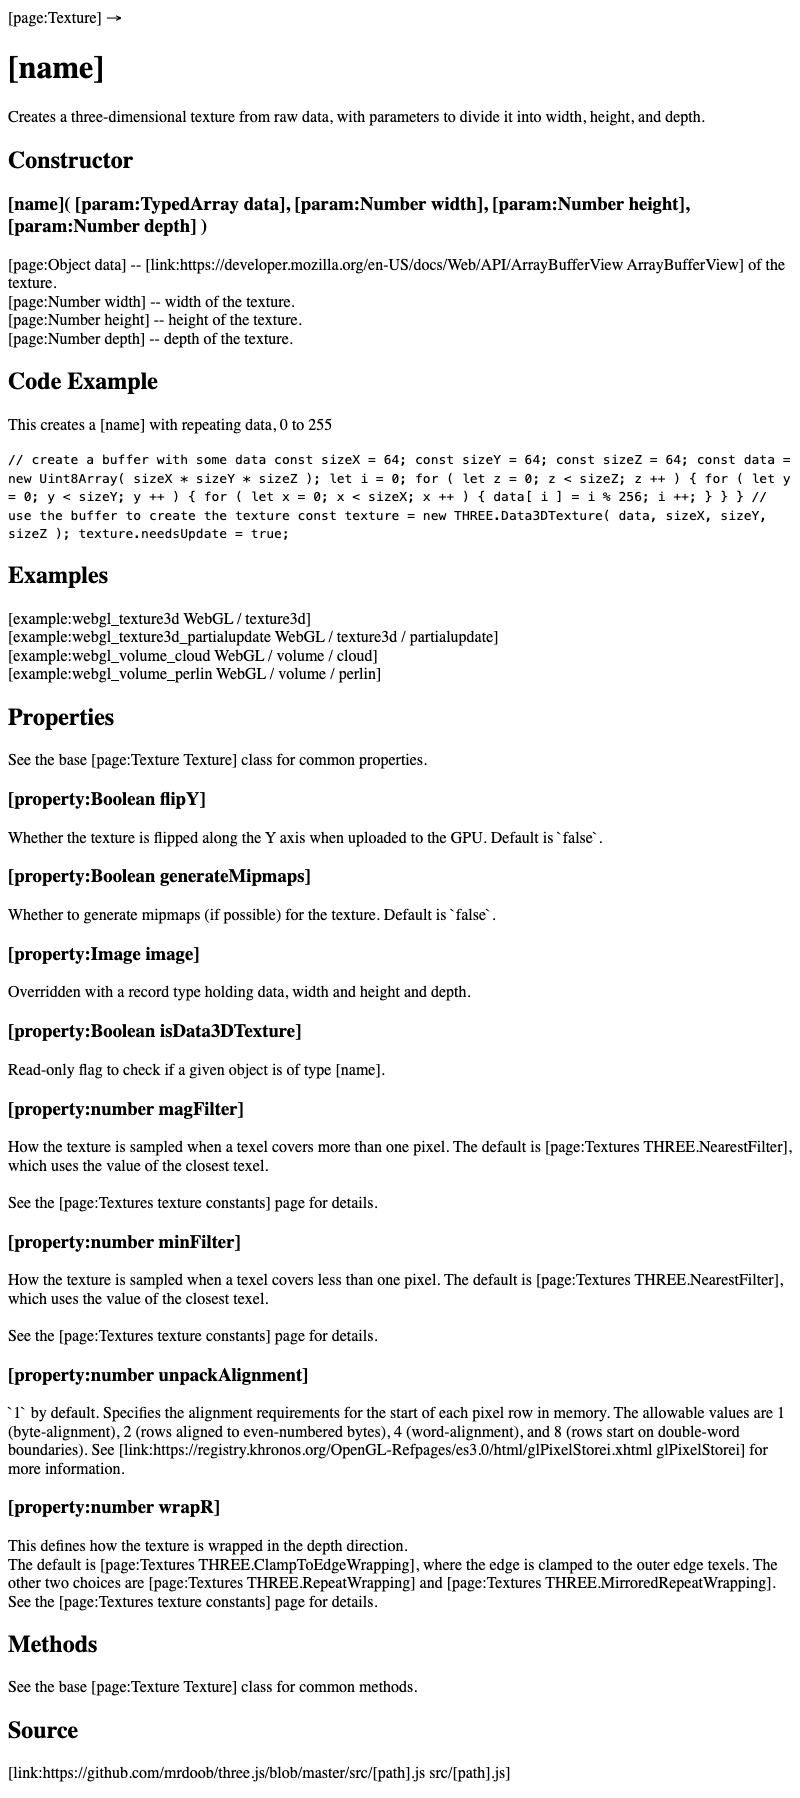 [page:Texture] →
[name]
Creates a three-dimensional texture from raw data, with parameters to divide it into width, height, and depth.
Constructor
[name]( [param:TypedArray data], [param:Number width], [param:Number height],
[param:Number depth] )
[page:Object data] -- [link:https://developer.mozilla.org/en-US/docs/Web/API/ArrayBufferView ArrayBufferView] of the
texture.
[page:Number width] -- width of the texture.
[page:Number height] -- height of the texture.
[page:Number depth] -- depth of the texture.
Code Example
This creates a [name] with repeating data, 0 to 255
// create a buffer with some data const sizeX = 64; const sizeY = 64; const sizeZ = 64; const data =
new Uint8Array( sizeX * sizeY * sizeZ ); let i = 0; for ( let z = 0; z < sizeZ; z ++ ) { for ( let y
= 0; y < sizeY; y ++ ) { for ( let x = 0; x < sizeX; x ++ ) { data[ i ] = i % 256; i ++; } } } //
use the buffer to create the texture const texture = new THREE.Data3DTexture( data, sizeX, sizeY,
sizeZ ); texture.needsUpdate = true;
Examples
[example:webgl_texture3d WebGL / texture3d]
[example:webgl_texture3d_partialupdate WebGL / texture3d / partialupdate]
[example:webgl_volume_cloud WebGL / volume / cloud]
[example:webgl_volume_perlin WebGL / volume / perlin]
Properties
See the base [page:Texture Texture] class for common properties.
[property:Boolean flipY]
Whether the texture is flipped along the Y axis when uploaded to the GPU. Default is `false`.
[property:Boolean generateMipmaps]
Whether to generate mipmaps (if possible) for the texture. Default is `false`.
[property:Image image]
Overridden with a record type holding data, width and height and depth.
[property:Boolean isData3DTexture]
Read-only flag to check if a given object is of type [name].
[property:number magFilter]
How the texture is sampled when a texel covers more than one pixel. The default is [page:Textures THREE.NearestFilter],
which uses the value of the closest texel.
See the [page:Textures texture constants] page for details.
[property:number minFilter]
How the texture is sampled when a texel covers less than one pixel. The default is [page:Textures THREE.NearestFilter],
which uses the value of the closest texel.
See the [page:Textures texture constants] page for details.
[property:number unpackAlignment]
`1` by default. Specifies the alignment requirements for the start of each pixel row in memory. The allowable values are 1
(byte-alignment), 2 (rows aligned to even-numbered bytes), 4 (word-alignment), and 8 (rows start on double-word
boundaries). See [link:https://registry.khronos.org/OpenGL-Refpages/es3.0/html/glPixelStorei.xhtml glPixelStorei] for
more information.
[property:number wrapR]
This defines how the texture is wrapped in the depth direction.
The default is [page:Textures THREE.ClampToEdgeWrapping], where the edge is clamped to the outer edge texels. The
other two choices are [page:Textures THREE.RepeatWrapping] and [page:Textures THREE.MirroredRepeatWrapping].
See the [page:Textures texture constants] page for details.
Methods
See the base [page:Texture Texture] class for common methods.
Source
[link:https://github.com/mrdoob/three.js/blob/master/src/[path].js src/[path].js]